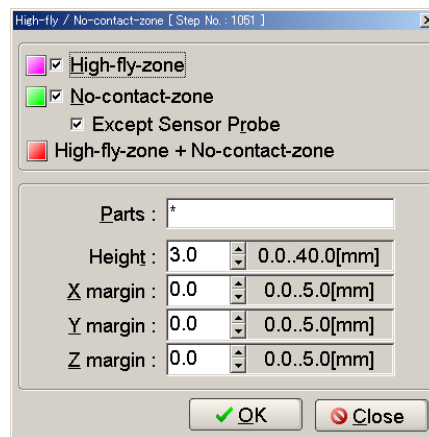 High-fly / No-contact-zone [ Step No. : 1051 ]
High-fly-zone
No-contact-zone
Except Sensor Probe
High-fly-zone + No-contact-zone
Parts : *
Height : 3.0 0.0..40.0[mm]
X margin : 0.0 0.0..5.0[mm]
Y margin : 0.0 0.0..5.0[mm]
Z margin : 0.0 0.0..5.0[mm]
OK Close